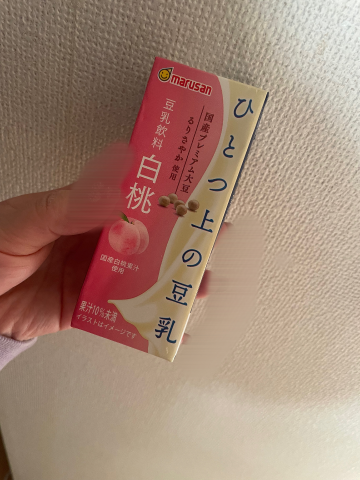 marusan
ひとつ上の豆乳
国産プレミアム大豆
るりさやか使用
豆乳飲料
白桃
国産白桃果汁
使用
果汁10%未満
イラストはイメージです